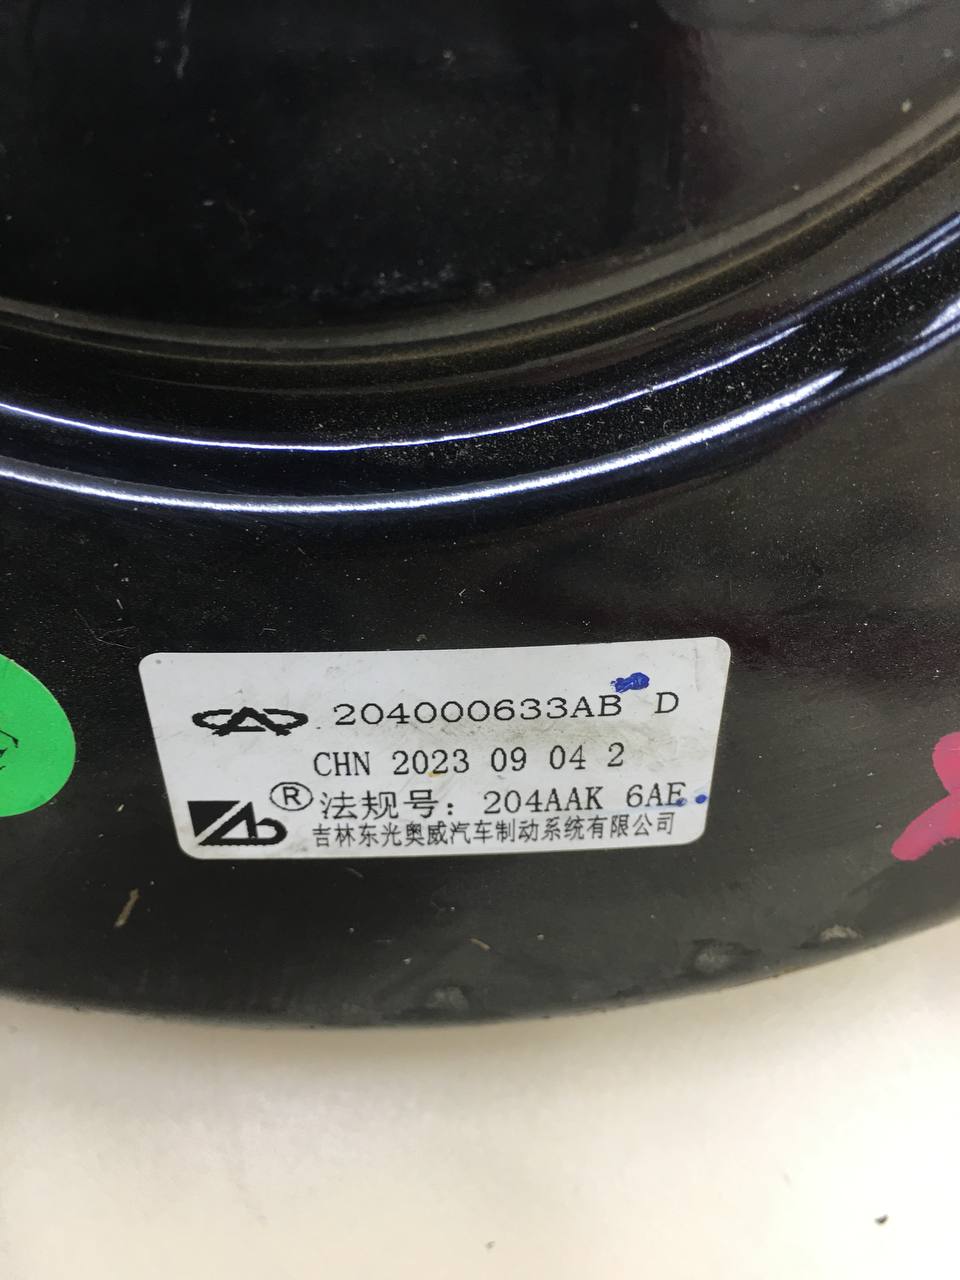 204000633AB D
CHN 2023 09 04 2
® 法规号: 204AAK 6AE
吉林东光奥威汽车制动系统有限公司